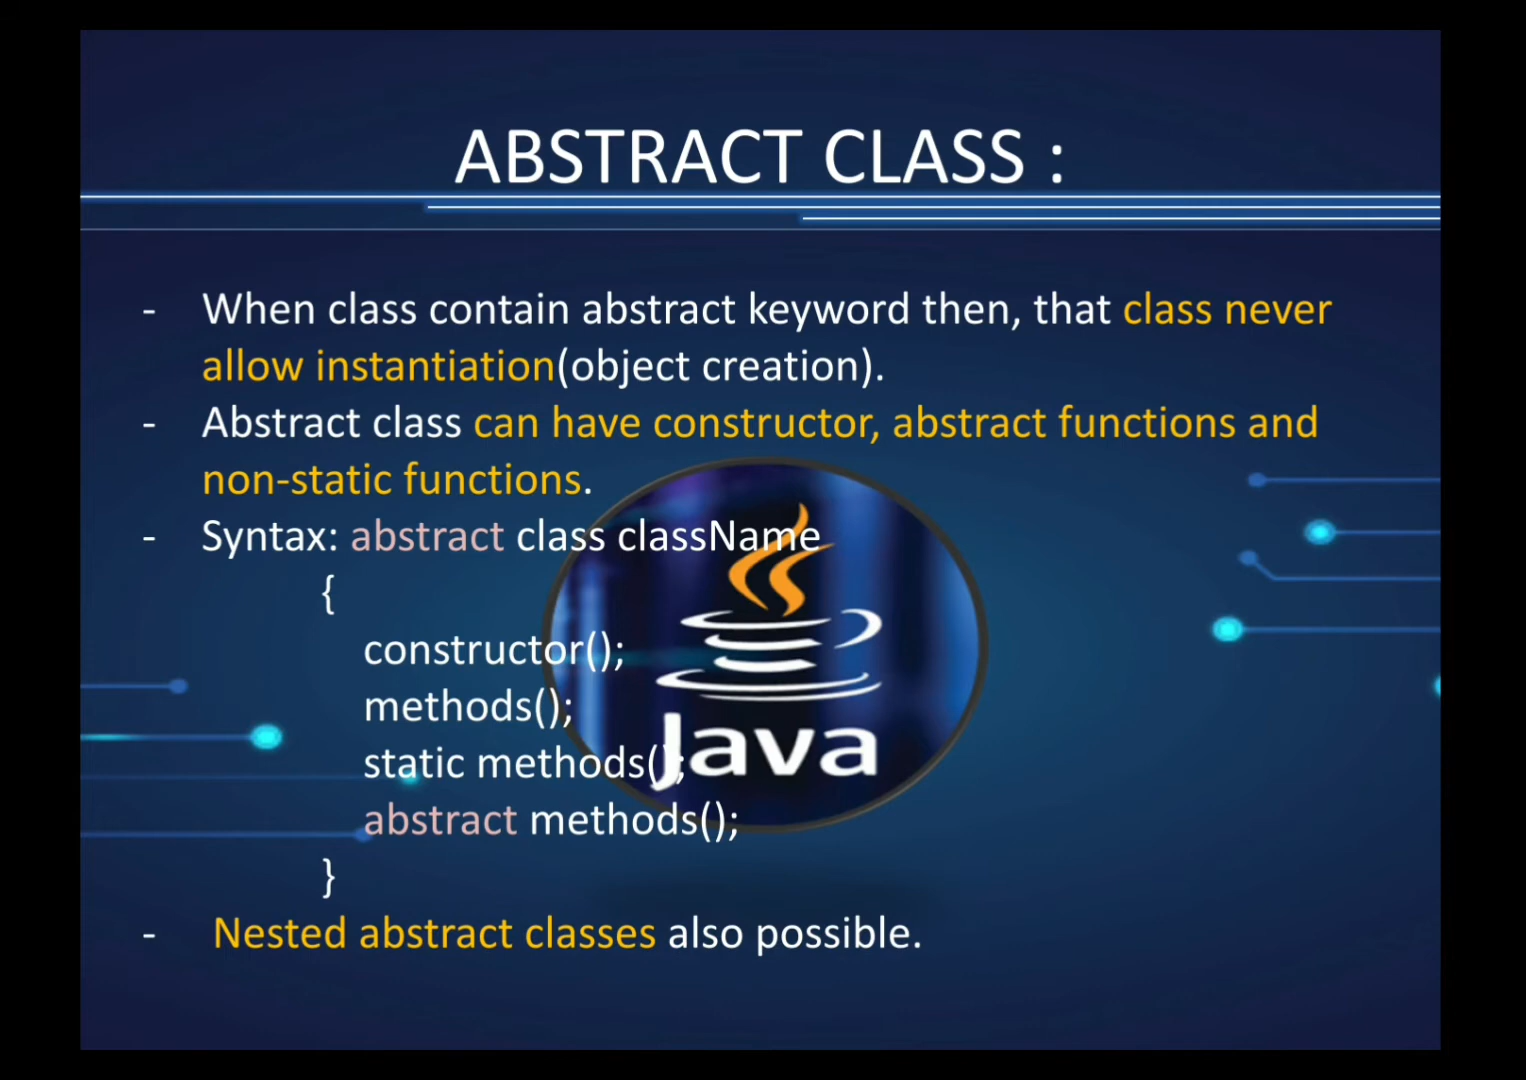 ABSTRACT CLASS :
- When class contain abstract keyword then, that class never
allow instantiation(object creation).
- Abstract class can have constructor, abstract functions and
non-static functions.
- Syntax: abstract class className
{
constructor();
methods();
static methods();
abstract methods();
}
- Nested abstract classes also possible.
Java